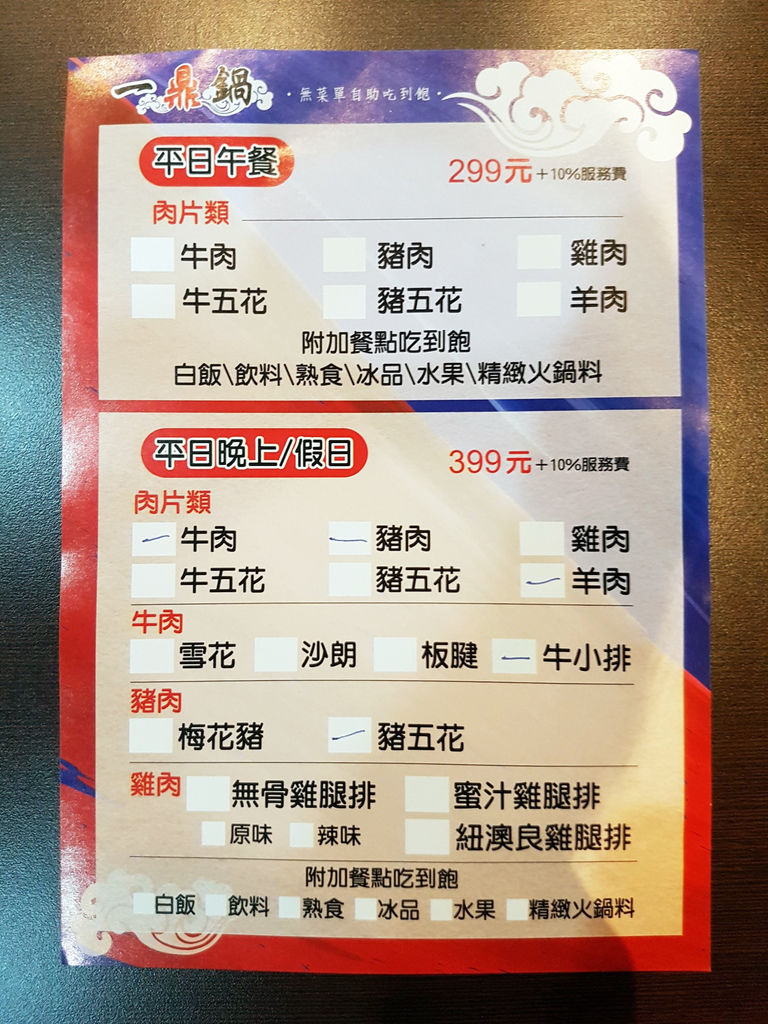 一鼎鍋 ·無菜單自助吃到飽·
平日午餐 299元+10%服務費
肉片類
牛肉 豬肉 雞肉
牛五花 豬五花 羊肉
附加餐點吃到飽
白飯\飲料\熟食\冰品\水果\精緻火鍋料
平日晚上/假日 399元+10%服務費
肉片類
牛肉 豬肉 雞肉
牛五花 豬五花 羊肉
牛肉
雪花 沙朗 板腱 牛小排
豬肉
梅花豬 豬五花
雞肉 無骨雞腿排 蜜汁雞腿排
原味 辣味 紐澳良雞腿排
附加餐點吃到飽
白飯 飲料 熟食 冰品 水果 精緻火鍋料